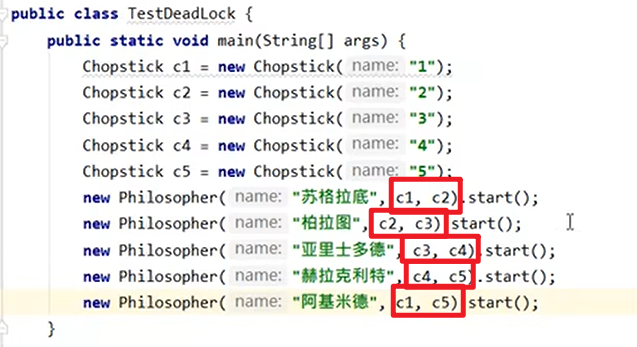 public class TestDeadLock {
public static void main(String[] args) {
Chopstick c1 = new Chopstick( name: "1");
Chopstick c2 = new Chopstick( name: "2");
Chopstick c3 = new Chopstick( name: "3");
Chopstick c4 = new Chopstick( name: "4");
Chopstick c5 = new Chopstick( name: "5");
new Philosopher( name: "苏格拉底", c1, c2).start();
new Philosopher( name: "柏拉图", c2, c3).start();
new Philosopher( name: "亚里士多德", c3, c4).start();
new Philosopher( name: "赫拉克利特", c4, c5).start();
new Philosopher( name: "阿基米德", c1, c5).start();
}